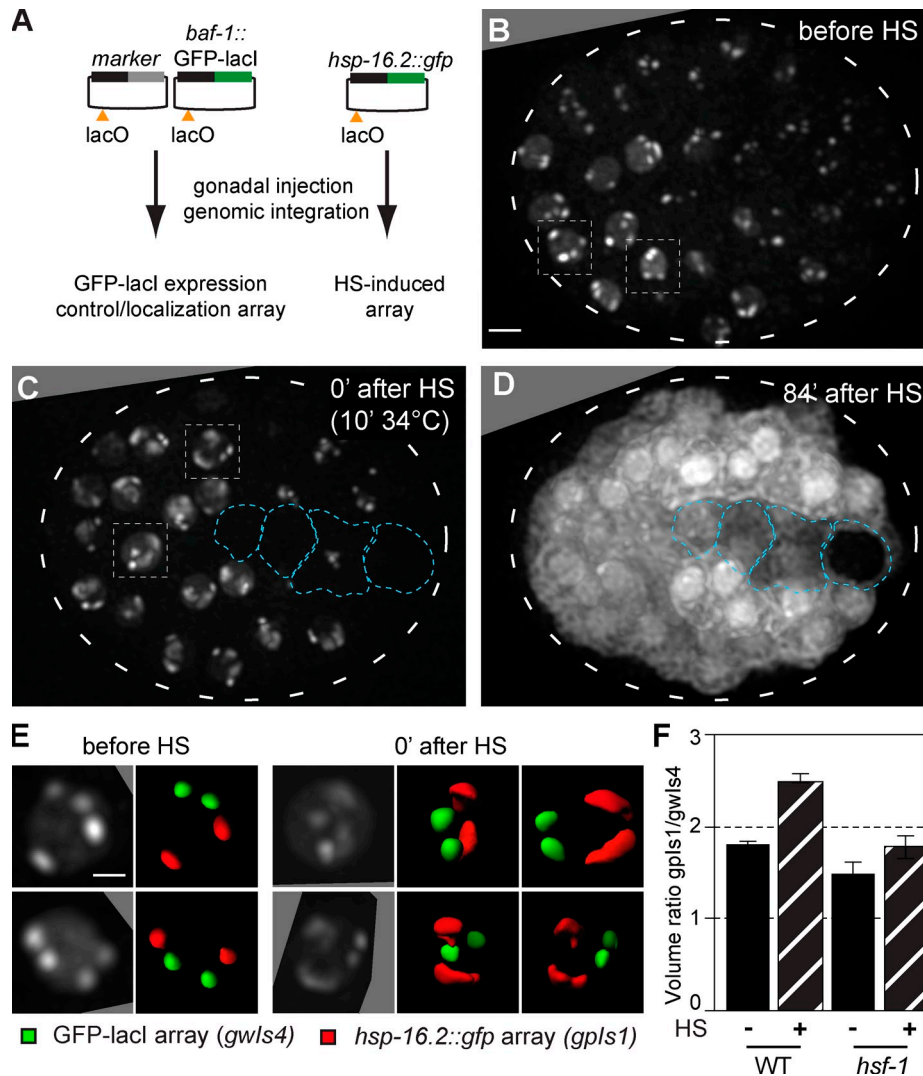 A
marker
baf-1::
GFP-lacI
hsp-16.2::gfp
lacO
lacO
lacO
gonadal injection
genomic integration
GFP-lacI expression
control/localization array
HS-induced
array
B
before HS
C
0' after HS
(10' 34°C)
D
84' after HS
E
before HS
0' after HS
GFP-lacI array (gwIs4)
hsp-16.2::gfp array (gpIs1)
F
Volume ratio gpIs1/gwIs4
3
2
1
0
HS - + - +
WT hsf-1